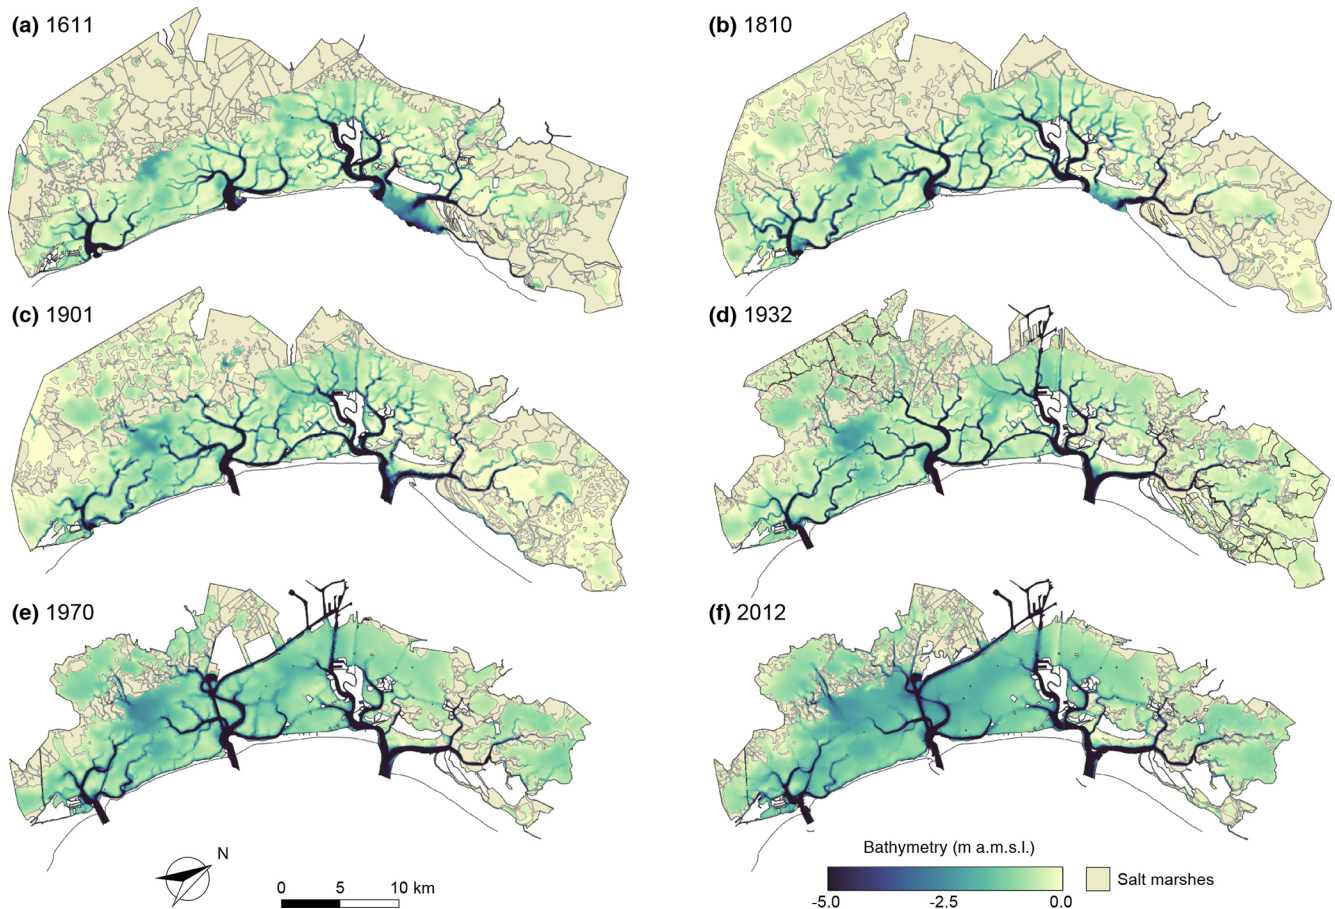 (a) 1611
(b) 1810
(c) 1901
(d) 1932
(e) 1970
(f) 2012
N
0 5 10 km
Bathymetry (m a.m.s.l.)
-5.0 -2.5 0.0
Salt marshes